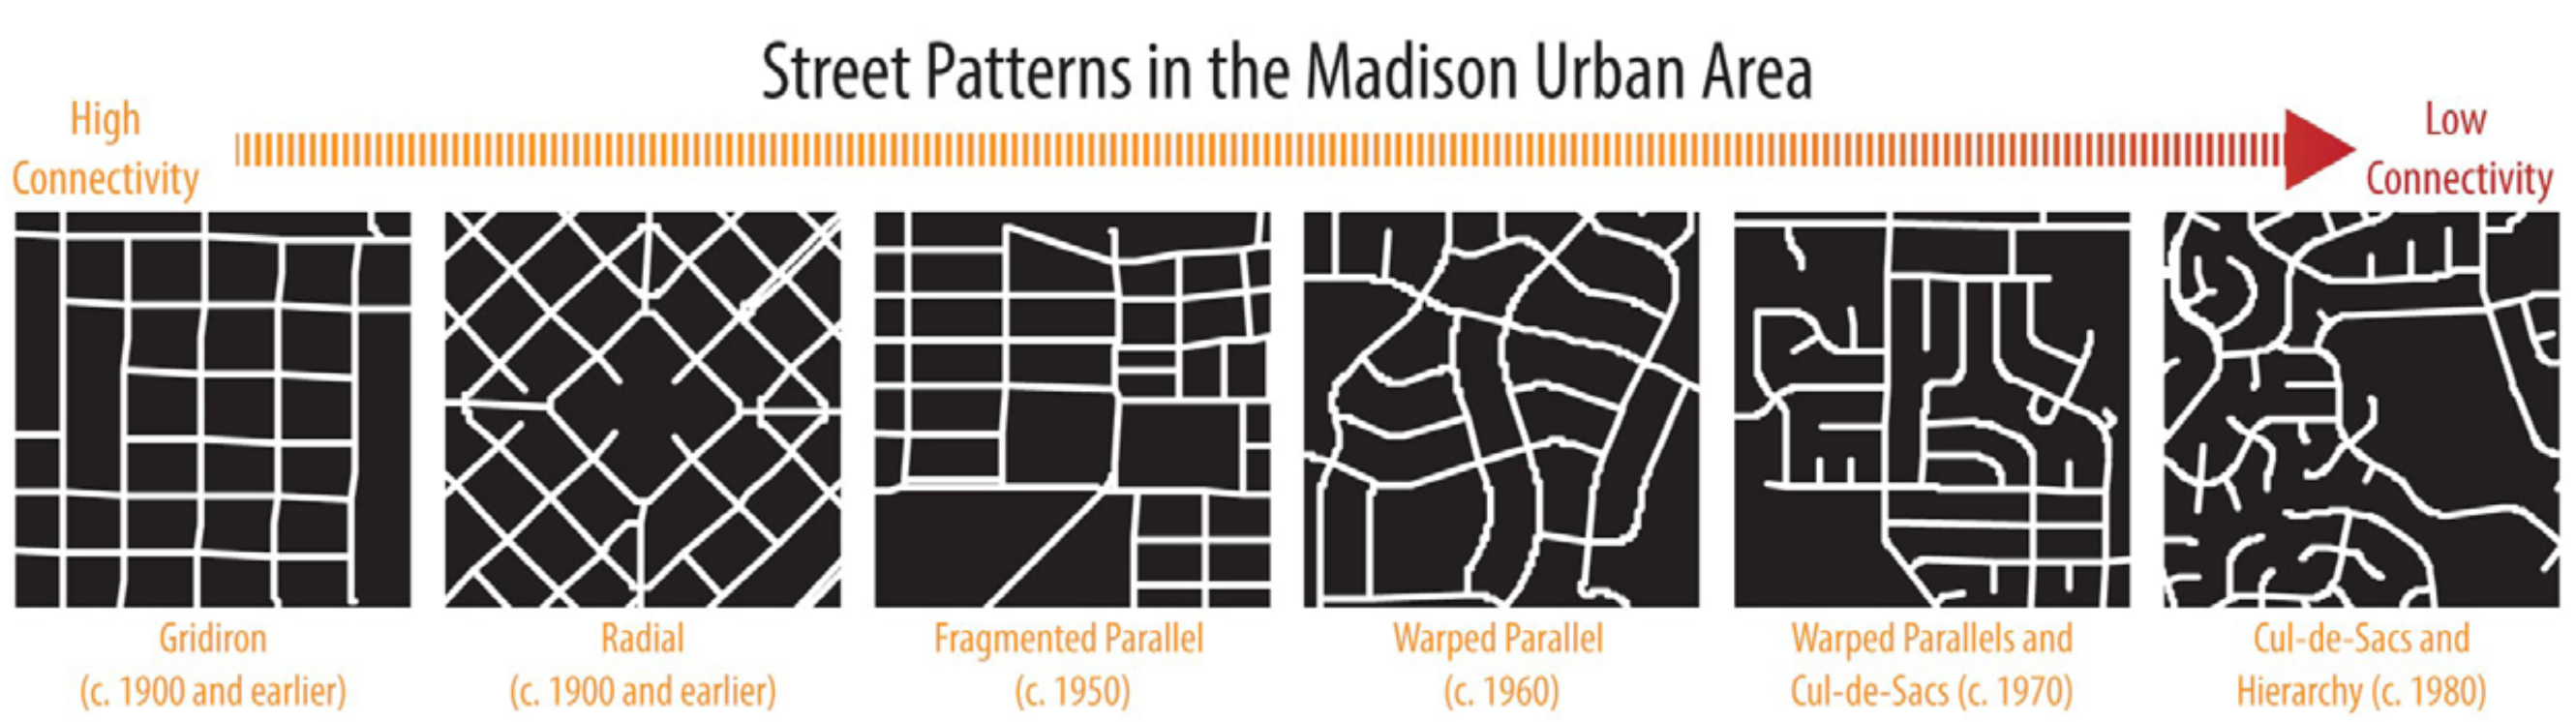 Street Patterns in the Madison Urban Area
High
Connectivity
Low
Connectivity
Gridiron
(c. 1900 and earlier)
Radial
(c. 1900 and earlier)
Fragmented Parallel
(c. 1950)
Warped Parallel
(c. 1960)
Warped Parallels and
Cul-de-Sacs (c. 1970)
Cul-de-Sacs and
Hierarchy (c. 1980)